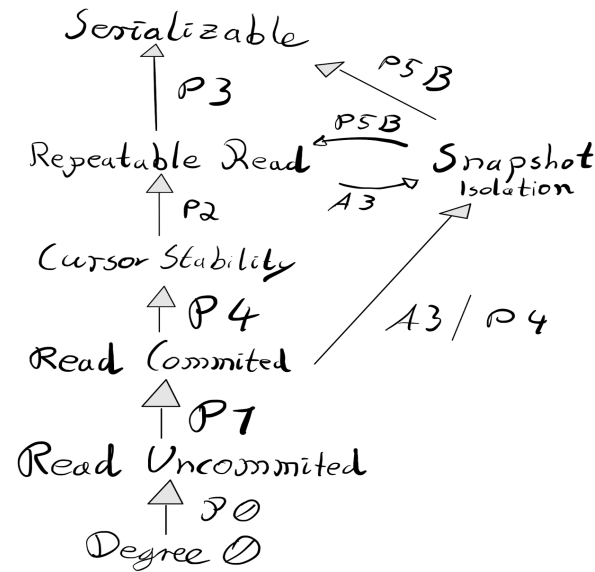 Serializable
P3
P5B
Repeatable Read
P5B
A3
Snapshot
Isolation
P2
Cursor Stability
P4
A3 / P4
Read Commited
P1
Read Uncommited
P0
Degree 0